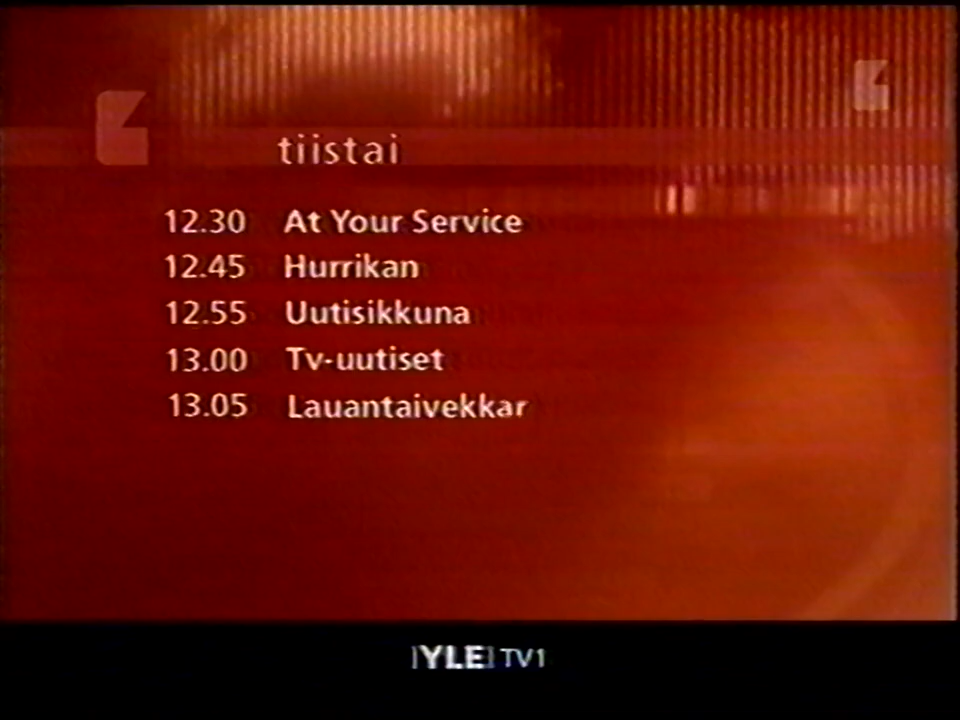 tiistai
12.30 At Your Service
12.45 Hurrikan
12.55 Uutisikkuna
13.00 Tv-uutiset
13.05 Lauantaivekkar
YLE TV1